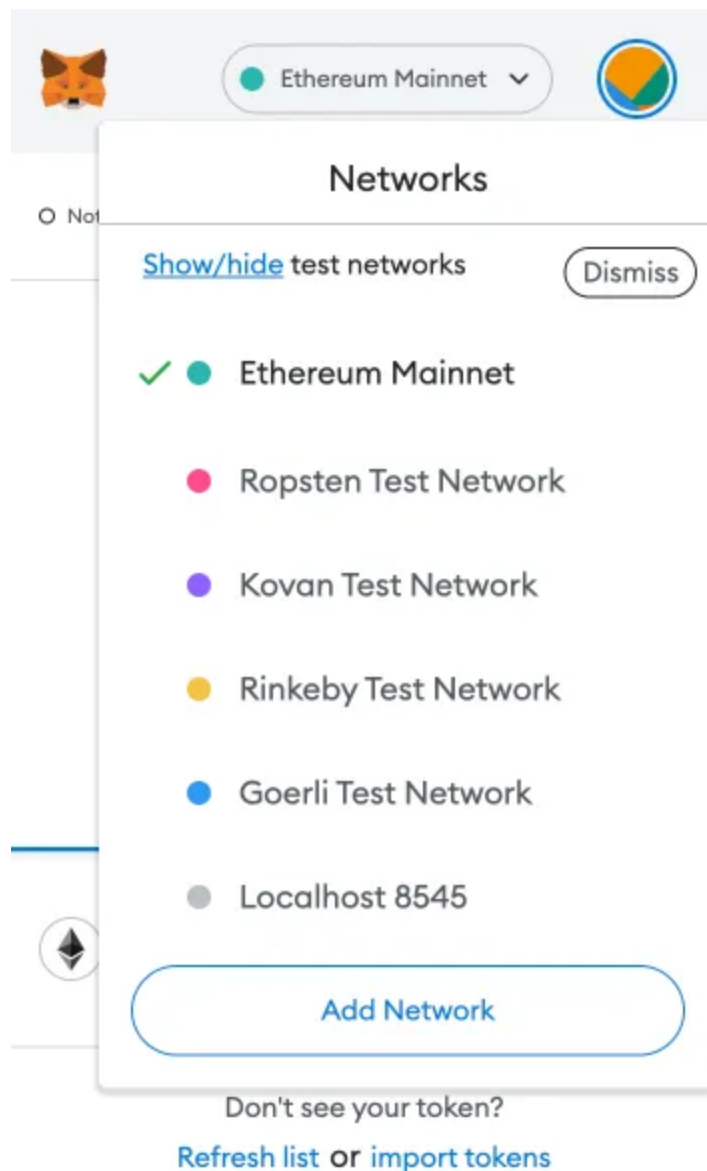 Ethereum Mainnet
Networks
Not
Show/hide test networks
Dismiss
Ethereum Mainnet
Ropsten Test Network
Kovan Test Network
Rinkeby Test Network
Goerli Test Network
Localhost 8545
Add Network
Don't see your token?
Refresh list or import tokens